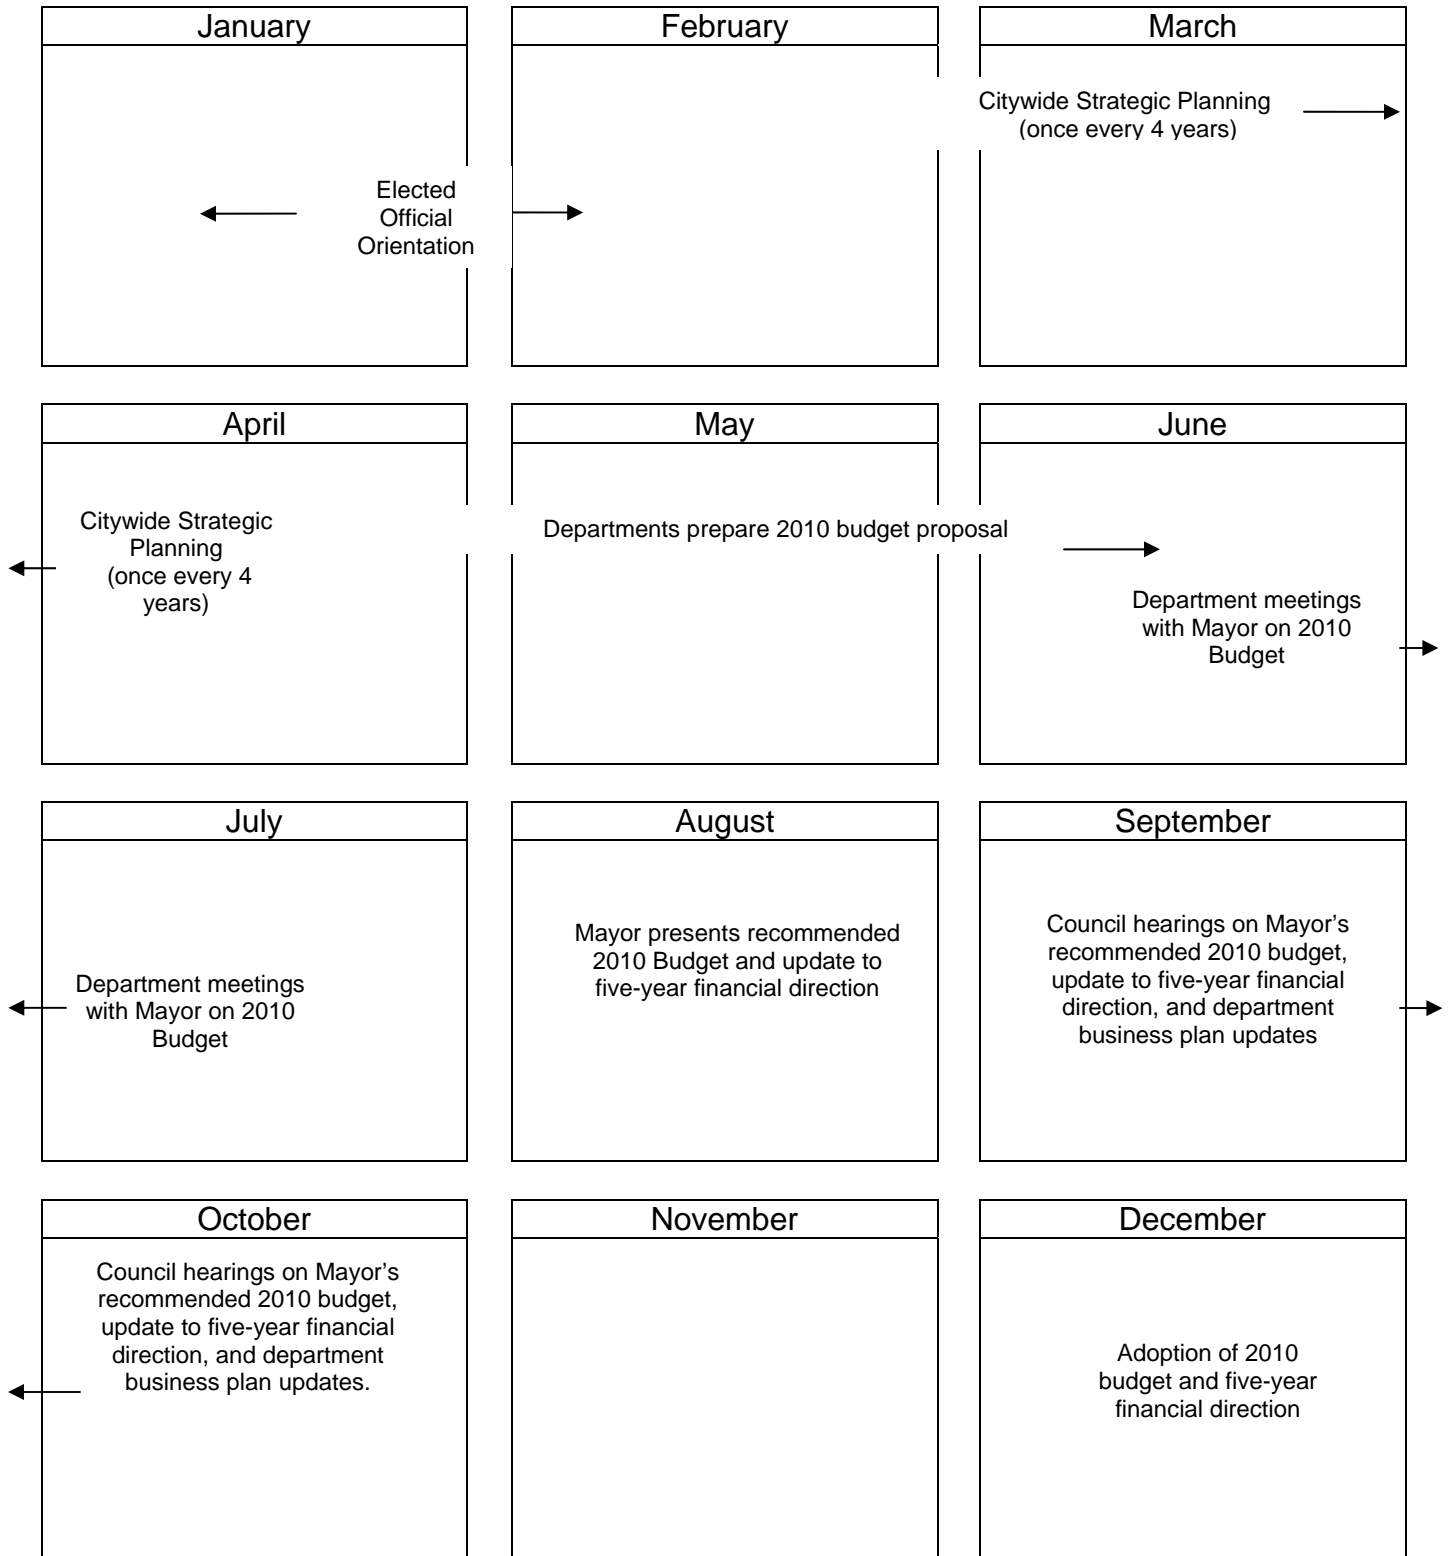 January
February
March
Citywide Strategic Planning
(once every 4 years)
Elected
Official
Orientation
April
May
June
Citywide Strategic
Planning
(once every 4
years)
Departments prepare 2010 budget proposal
Department meetings
with Mayor on 2010
Budget
July
August
September
Department meetings
with Mayor on 2010
Budget
Mayor presents recommended
2010 Budget and update to
five-year financial direction
Council hearings on Mayor’s
recommended 2010 budget,
update to five-year financial
direction, and department
business plan updates
October
November
December
Council hearings on Mayor’s
recommended 2010 budget,
update to five-year financial
direction, and department
business plan updates.
Adoption of 2010
budget and five-year
financial direction